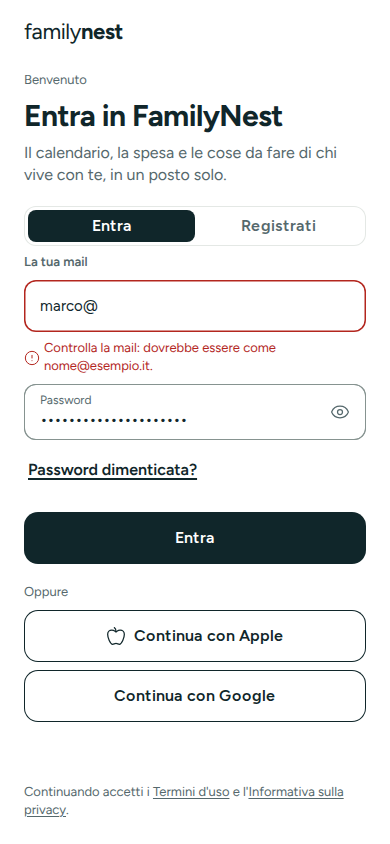 familynest
Benvenuto
Entra in FamilyNest
Il calendario, la spesa e le cose da fare di chi
vive con te, in un posto solo.
Entra
Registrati
La tua mail
marco@
Controlla la mail: dovrebbe essere come
nome@esempio.it.
Password
•••••••••••••••••••••
Password dimenticata?
Entra
Oppure
Continua con Apple
Continua con Google
Continuando accetti i Termini d'uso e l'Informativa sulla
privacy.